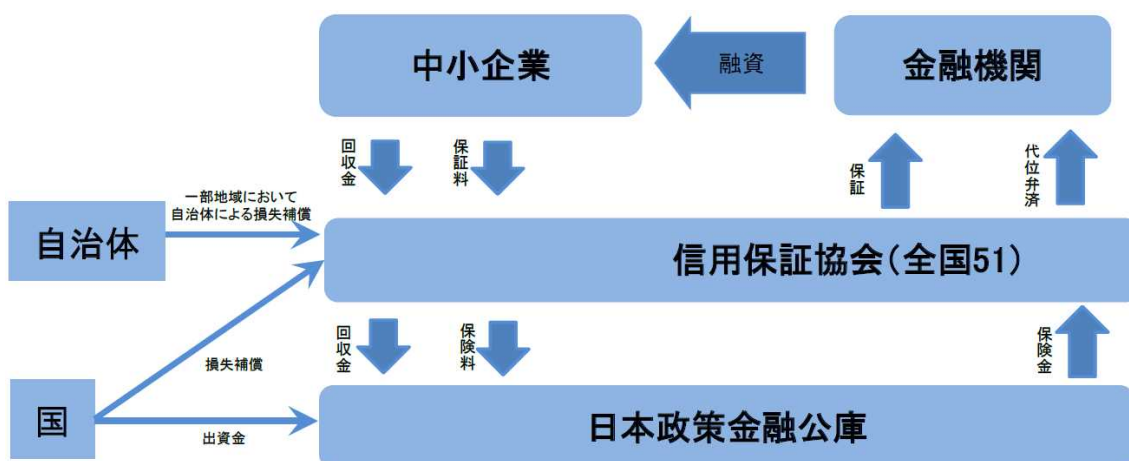 中小企業
融資
金融機関
回収金
保証料
保証
代位弁済
一部地域において
自治体による損失補償
自治体
信用保証協会(全国51)
回収金
保険料
保険金
損失補償
国
出資金
日本政策金融公庫